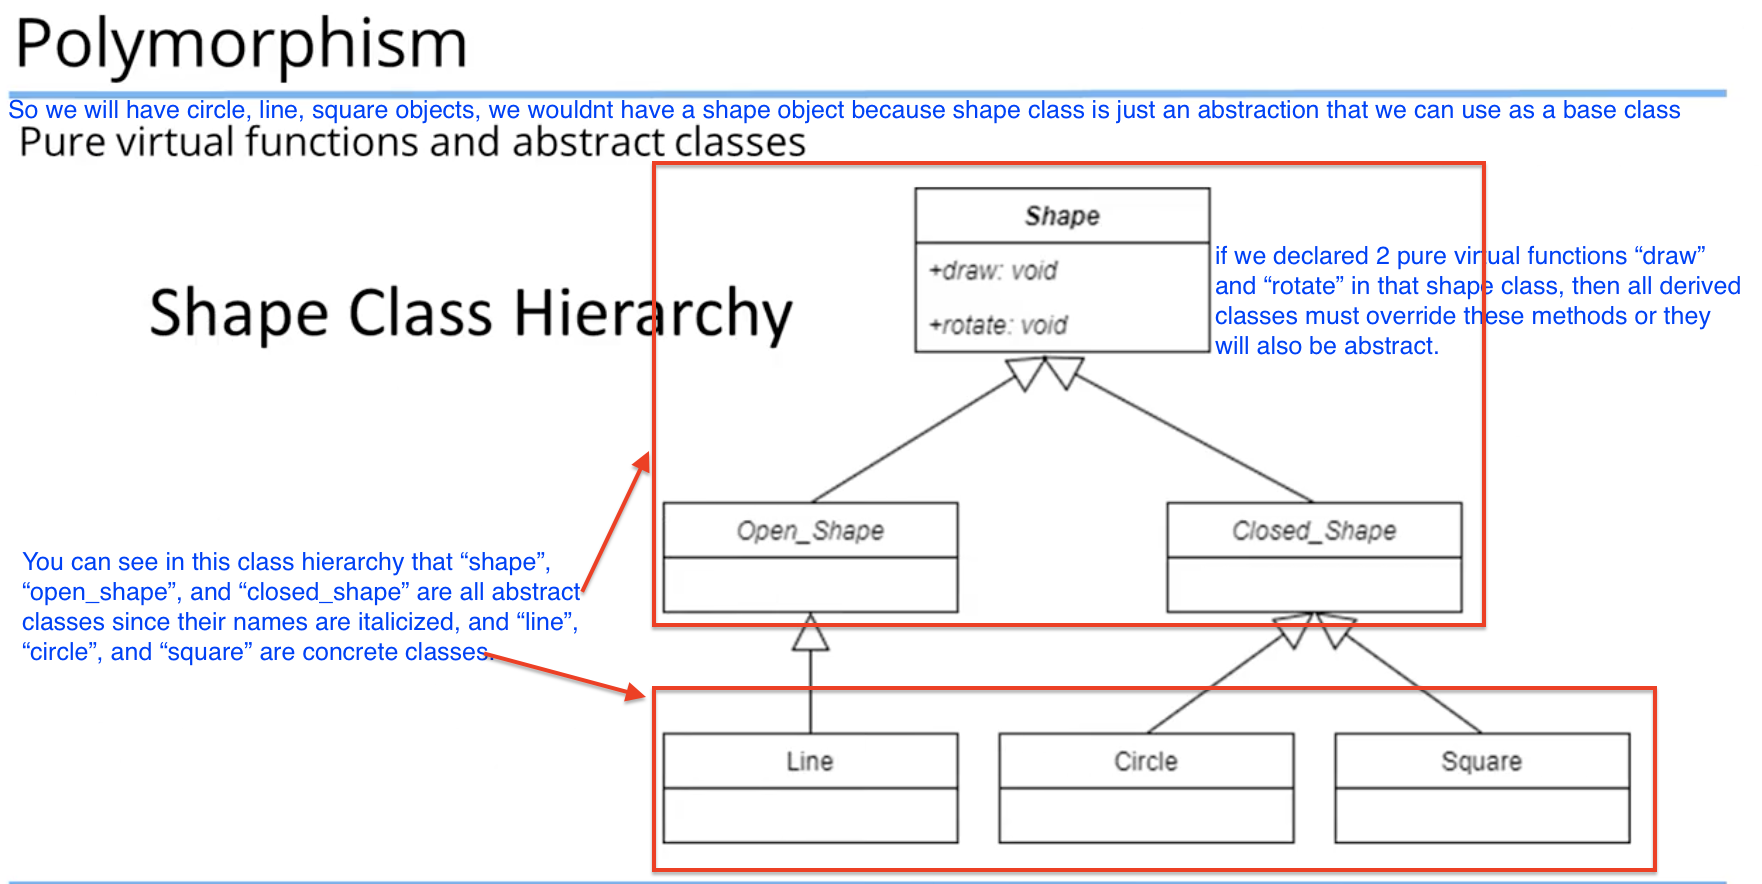 Polymorphism
So we will have circle, line, square objects, we wouldnt have a shape object because shape class is just an abstraction that we can use as a base class
Pure virtual functions and abstract classes
Shape Class Hierarchy
Shape
+draw: void
+rotate: void
if we declared 2 pure virtual functions “draw”
and “rotate” in that shape class, then all derived
classes must override these methods or they
will also be abstract.
Open_Shape
Closed_Shape
You can see in this class hierarchy that “shape”,
“open_shape”, and “closed_shape” are all abstract
classes since their names are italicized, and “line”,
“circle”, and “square” are concrete classes.
Line
Circle
Square